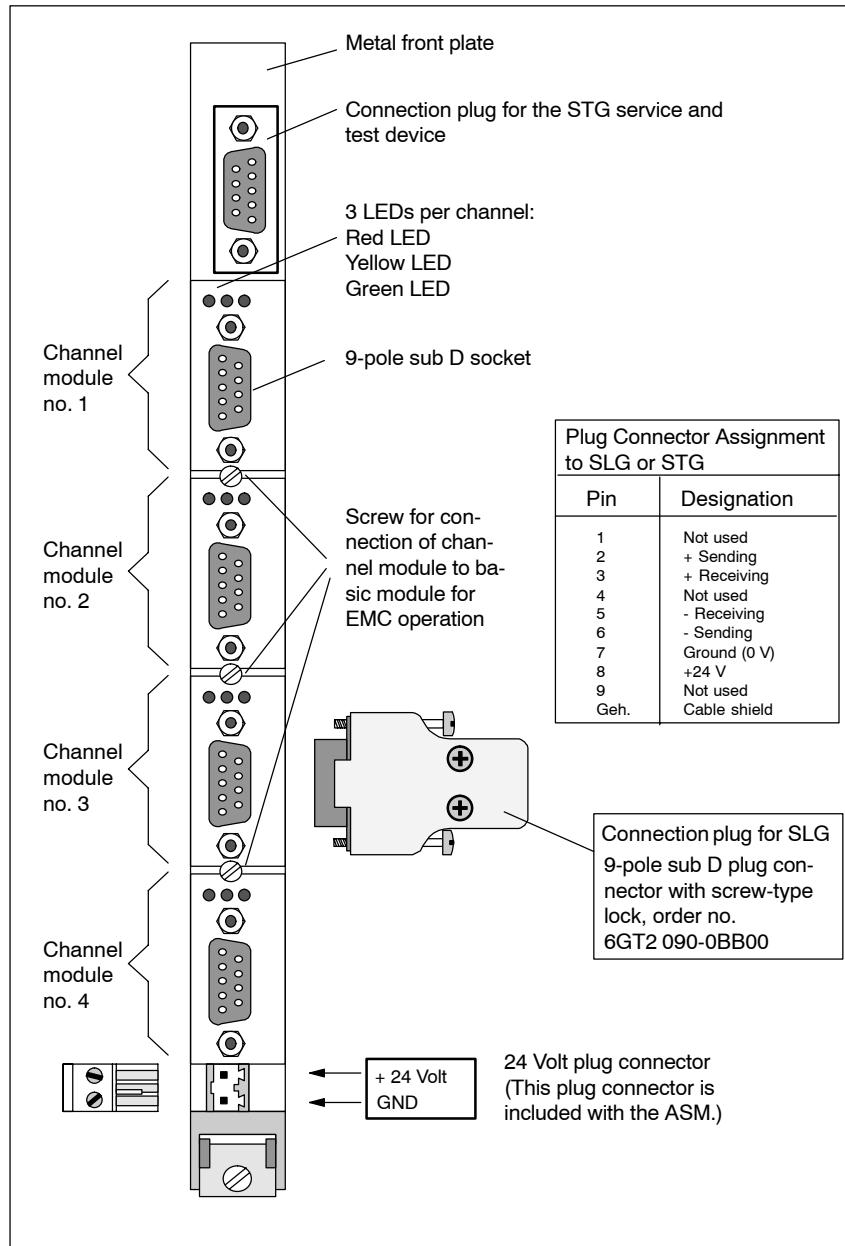 Metal front plate
Connection plug for the STG service and
test device
3 LEDs per channel:
Red LED
Yellow LED
Green LED
Channel
module
no. 1
9-pole sub D socket
Plug Connector Assignment
to SLG or STG
Pin Designation
1 Not used
2 + Sending
3 + Receiving
4 Not used
5 - Receiving
6 - Sending
7 Ground (0 V)
8 +24 V
9 Not used
Geh. Cable shield
Channel
module
no. 2
Screw for con-
nection of chan-
nel module to ba-
sic module for
EMC operation
Channel
module
no. 3
Connection plug for SLG
9-pole sub D plug con-
nector with screw-type
lock, order no.
6GT2 090-0BB00
Channel
module
no. 4
+ 24 Volt
GND
24 Volt plug connector
(This plug connector is
included with the ASM.)